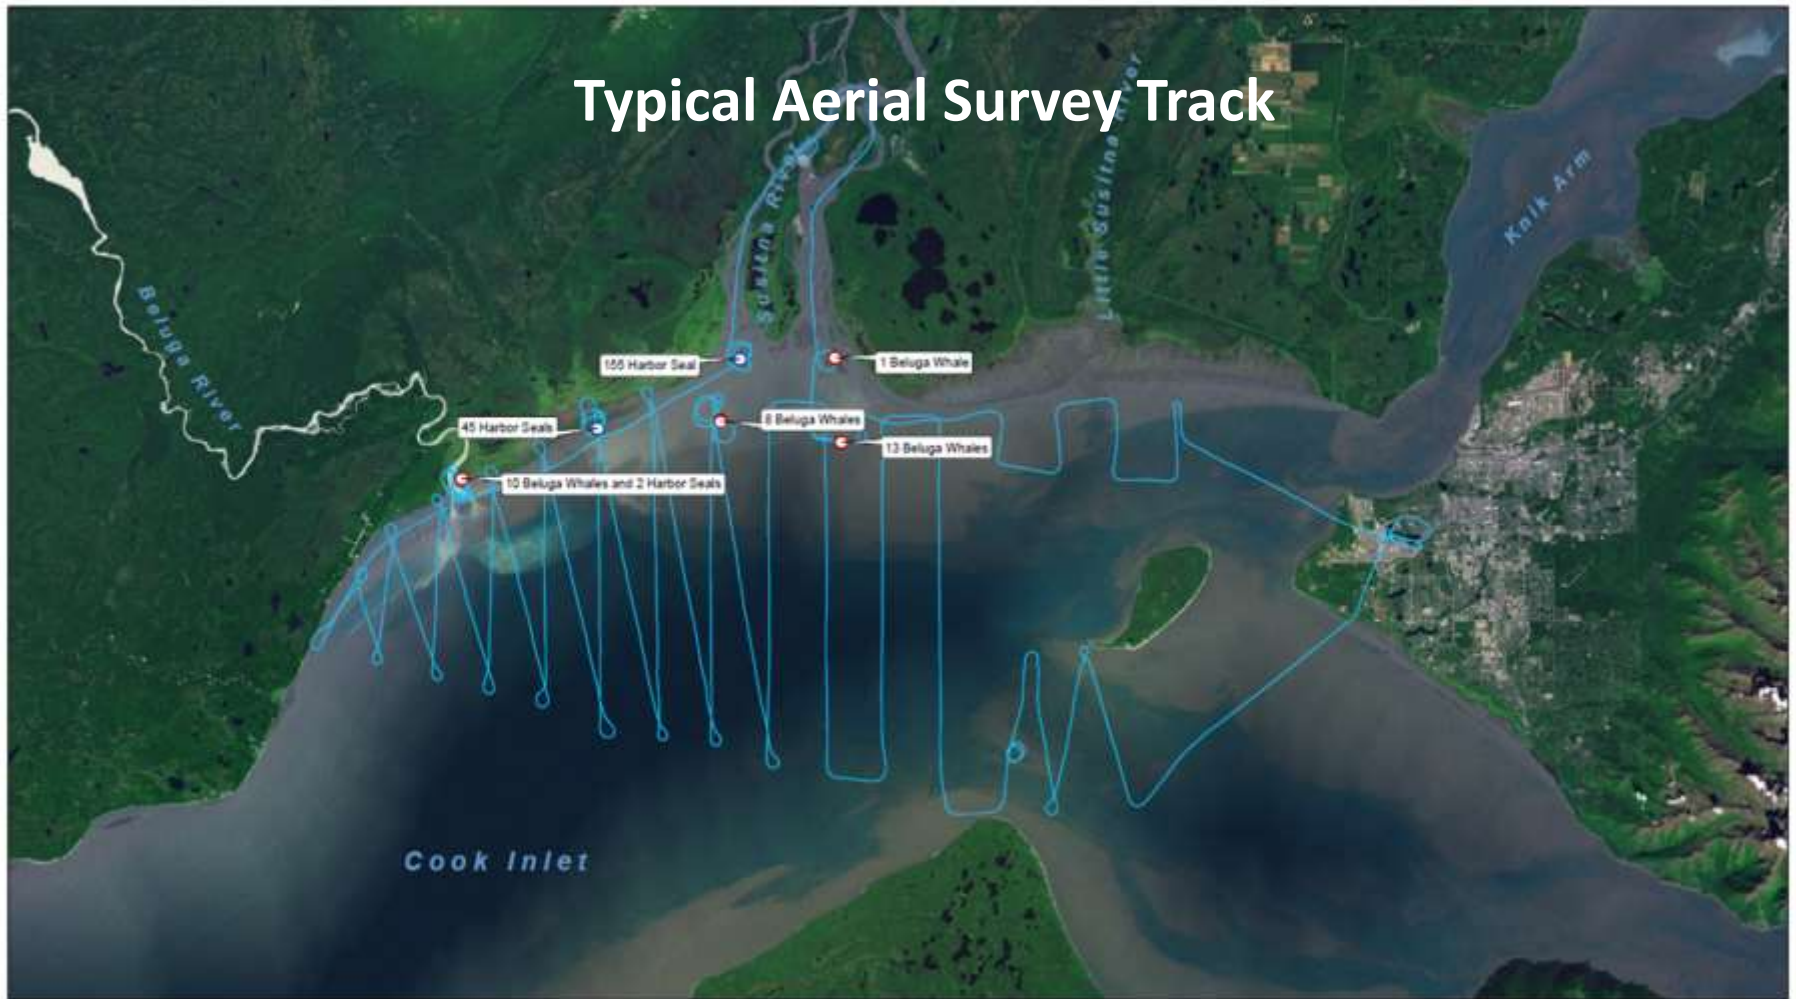 Typical Aerial Survey Track
Knik Arm
Susitna River
Little Susitna River
Beluga River
155 Harbor Seal
1 Beluga Whale
8 Beluga Whales
45 Harbor Seals
13 Beluga Whales
10 Beluga Whales and 2 Harbor Seals
Cook Inlet